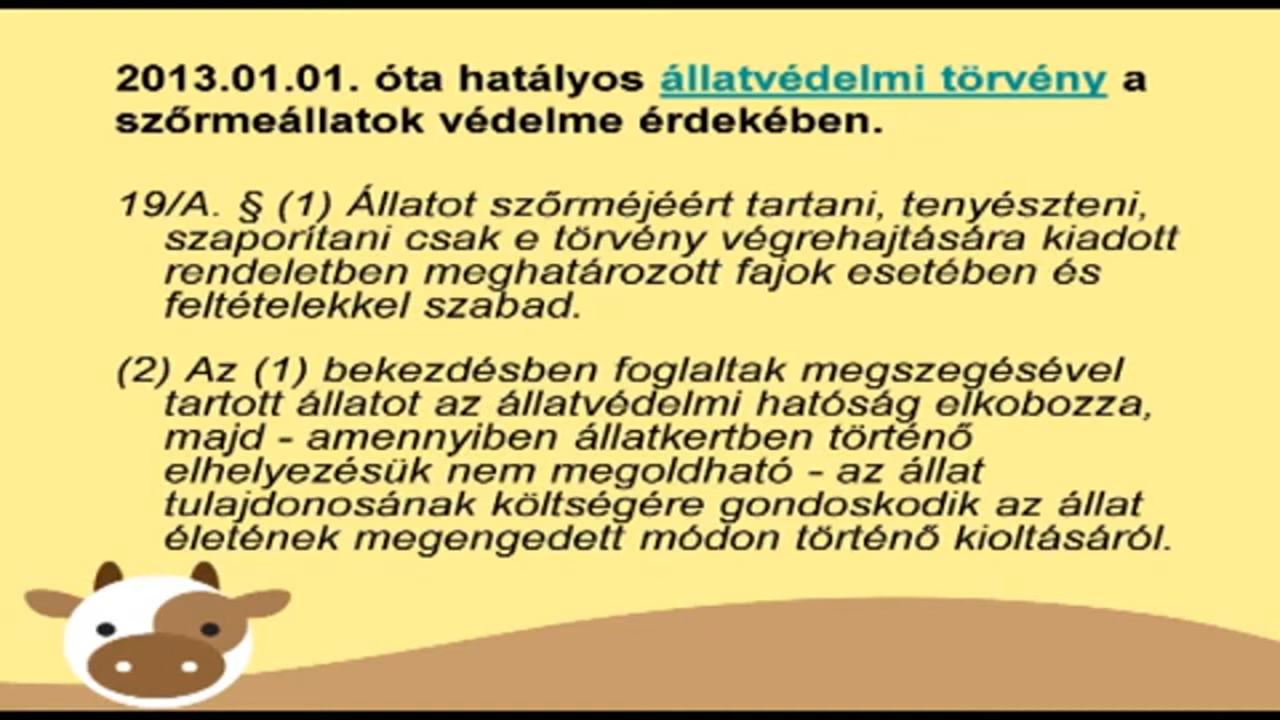 2013.01.01. óta hatályos állatvédelmi törvény a
szőrmeállatok védelme érdekében.
19/A. § (1) Állatot szőrméjéért tartani, tenyészteni,
szaporítani csak e törvény végrehajtására kiadott
rendeletben meghatározott fajok esetében és
feltételekkel szabad.
(2) Az (1) bekezdésben foglaltak megszegésével
tartott állatot az állatvédelmi hatóság elkobozza,
majd - amennyiben állatkertben történő
elhelyezésük nem megoldható - az állat
tulajdonosának költségére gondoskodik az állat
életének megengedett módon történő kioltásáról.